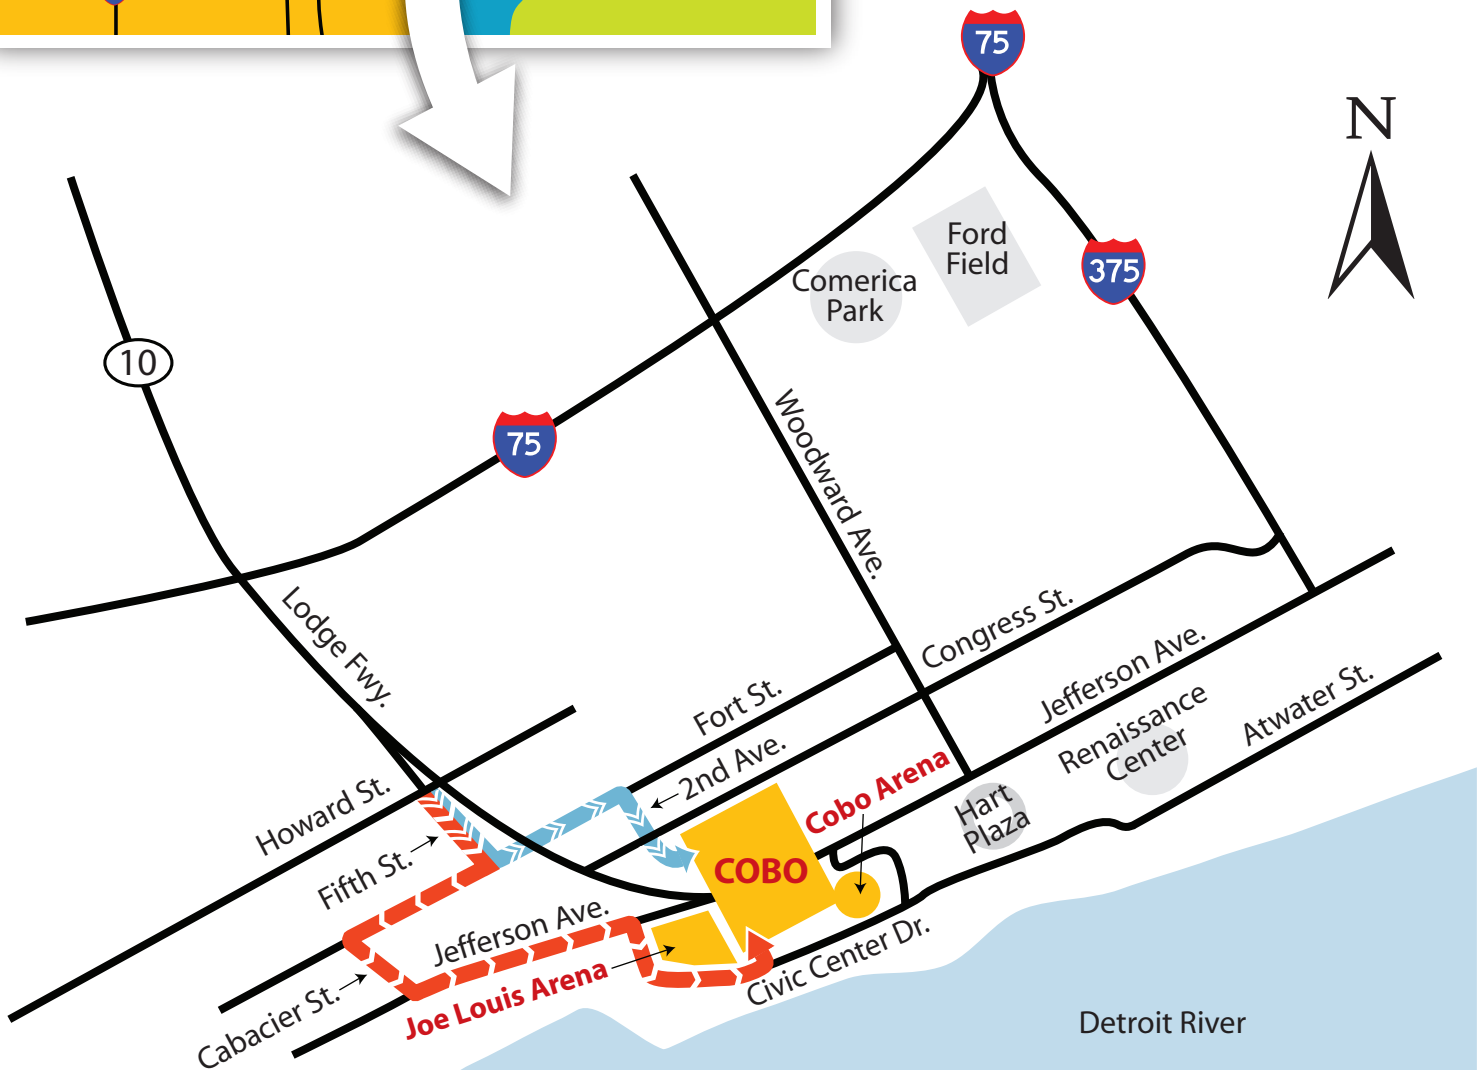 75
N
Ford
Field
375
Comerica
Park
10
75
Woodward Ave.
Lodge Fwy.
Congress St.
Jefferson Ave.
Fort St.
Renaissance
Center
Atwater St.
2nd Ave.
Cobo Arena
Howard St.
Hart
Plaza
Fifth St.
COBO
Jefferson Ave.
Joe Louis Arena
Civic Center Dr.
Cabacier St.
Detroit River